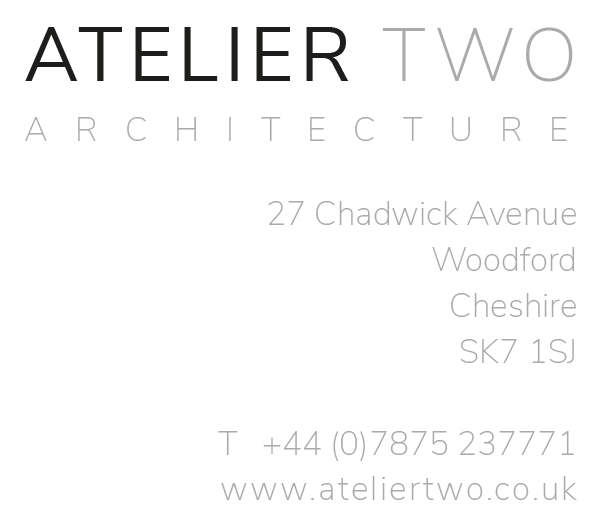 ATELIER TWO
ARCHITECTURE
27 Chadwick Avenue
Woodford
Cheshire
SK7 1SJ
T +44 (0)7875 237771
www.ateliertwo.co.uk